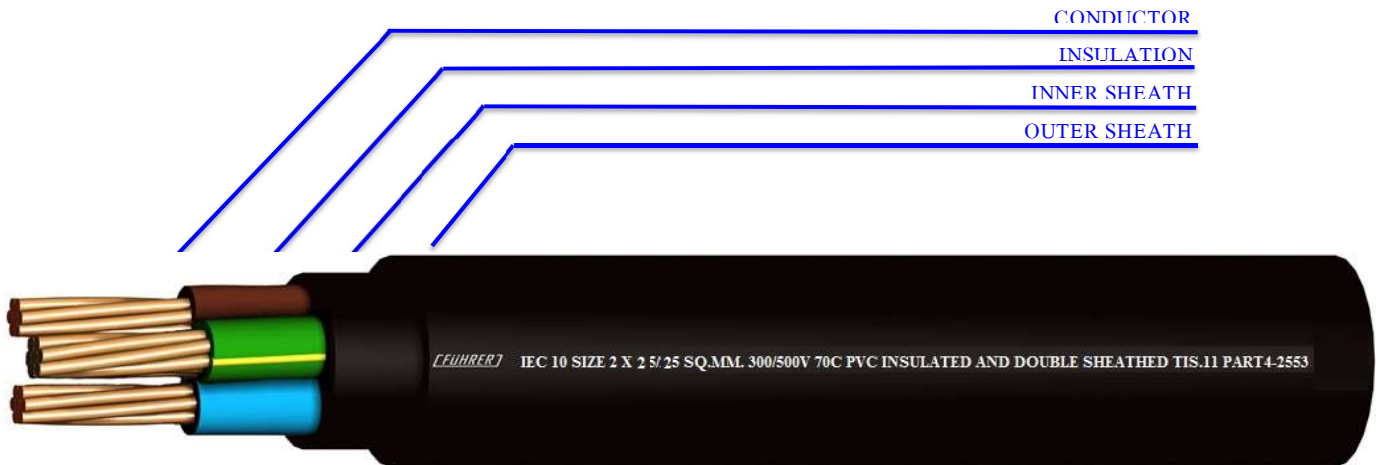 CONDUCTOR
INSULATION
INNER SHEATH
OUTER SHEATH
FUHRER IEC 10 SIZE 2 X 2 5/ 25 SQ.MM. 300/500V 70C PVC INSULATED AND DOUBLE SHEATHED TIS.11 PART4-2553